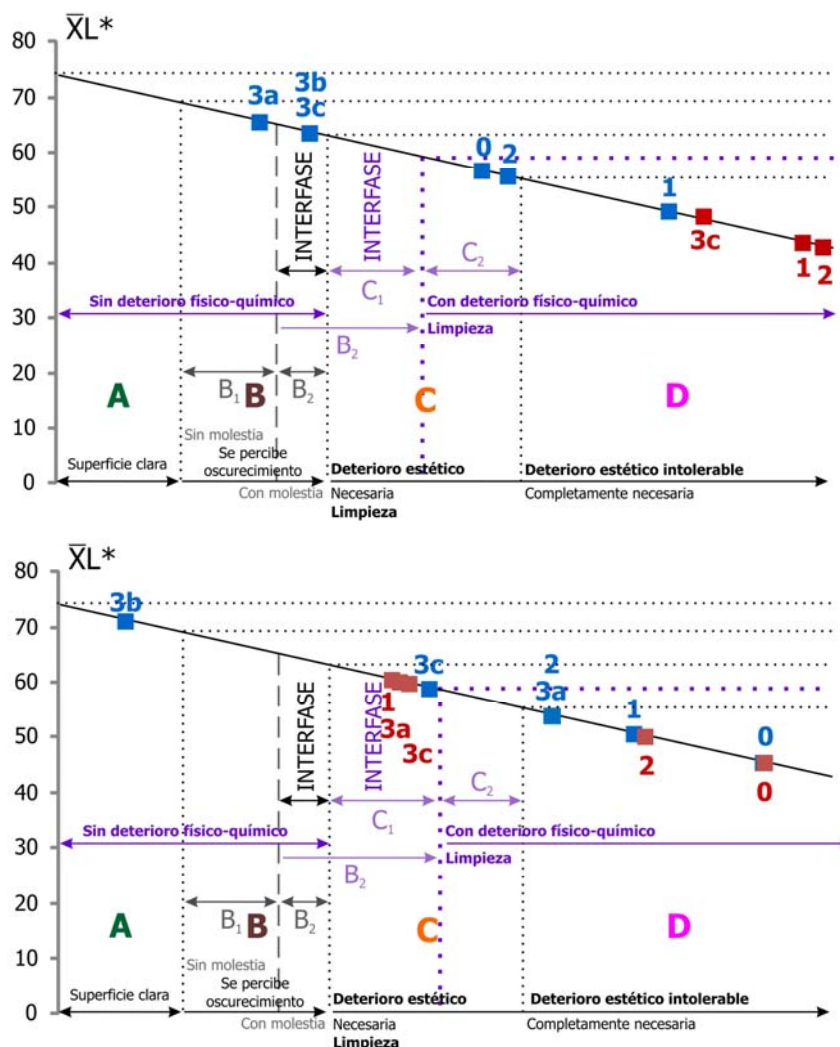 X̅L*
80
70
60
50
40
30
20
10
0
3a
3b
3c
0
2
1
3c
1
2
INTERFASE
INTERFASE
C₁
C₂
Sin deterioro físico-químico
Con deterioro físico-químico
Limpieza
B₂
B₁
B₂
A
B
C
D
Sin molestia
Superficie clara
Se percibe
oscurecimiento
Con molestia
Deterioro estético
Necesaria
Limpieza
Deterioro estético intolerable
Completamente necesaria
X̅L*
80
70
60
50
40
30
20
10
0
3b
1
3a
3c
3c
2
3a
1
2
0
0
INTERFASE
INTERFASE
C₁
C₂
Sin deterioro físico-químico
Con deterioro físico-químico
Limpieza
B₂
B₁
B₂
A
B
C
D
Sin molestia
Superficie clara
Se percibe
oscurecimiento
Con molestia
Deterioro estético
Necesaria
Limpieza
Deterioro estético intolerable
Completamente necesaria